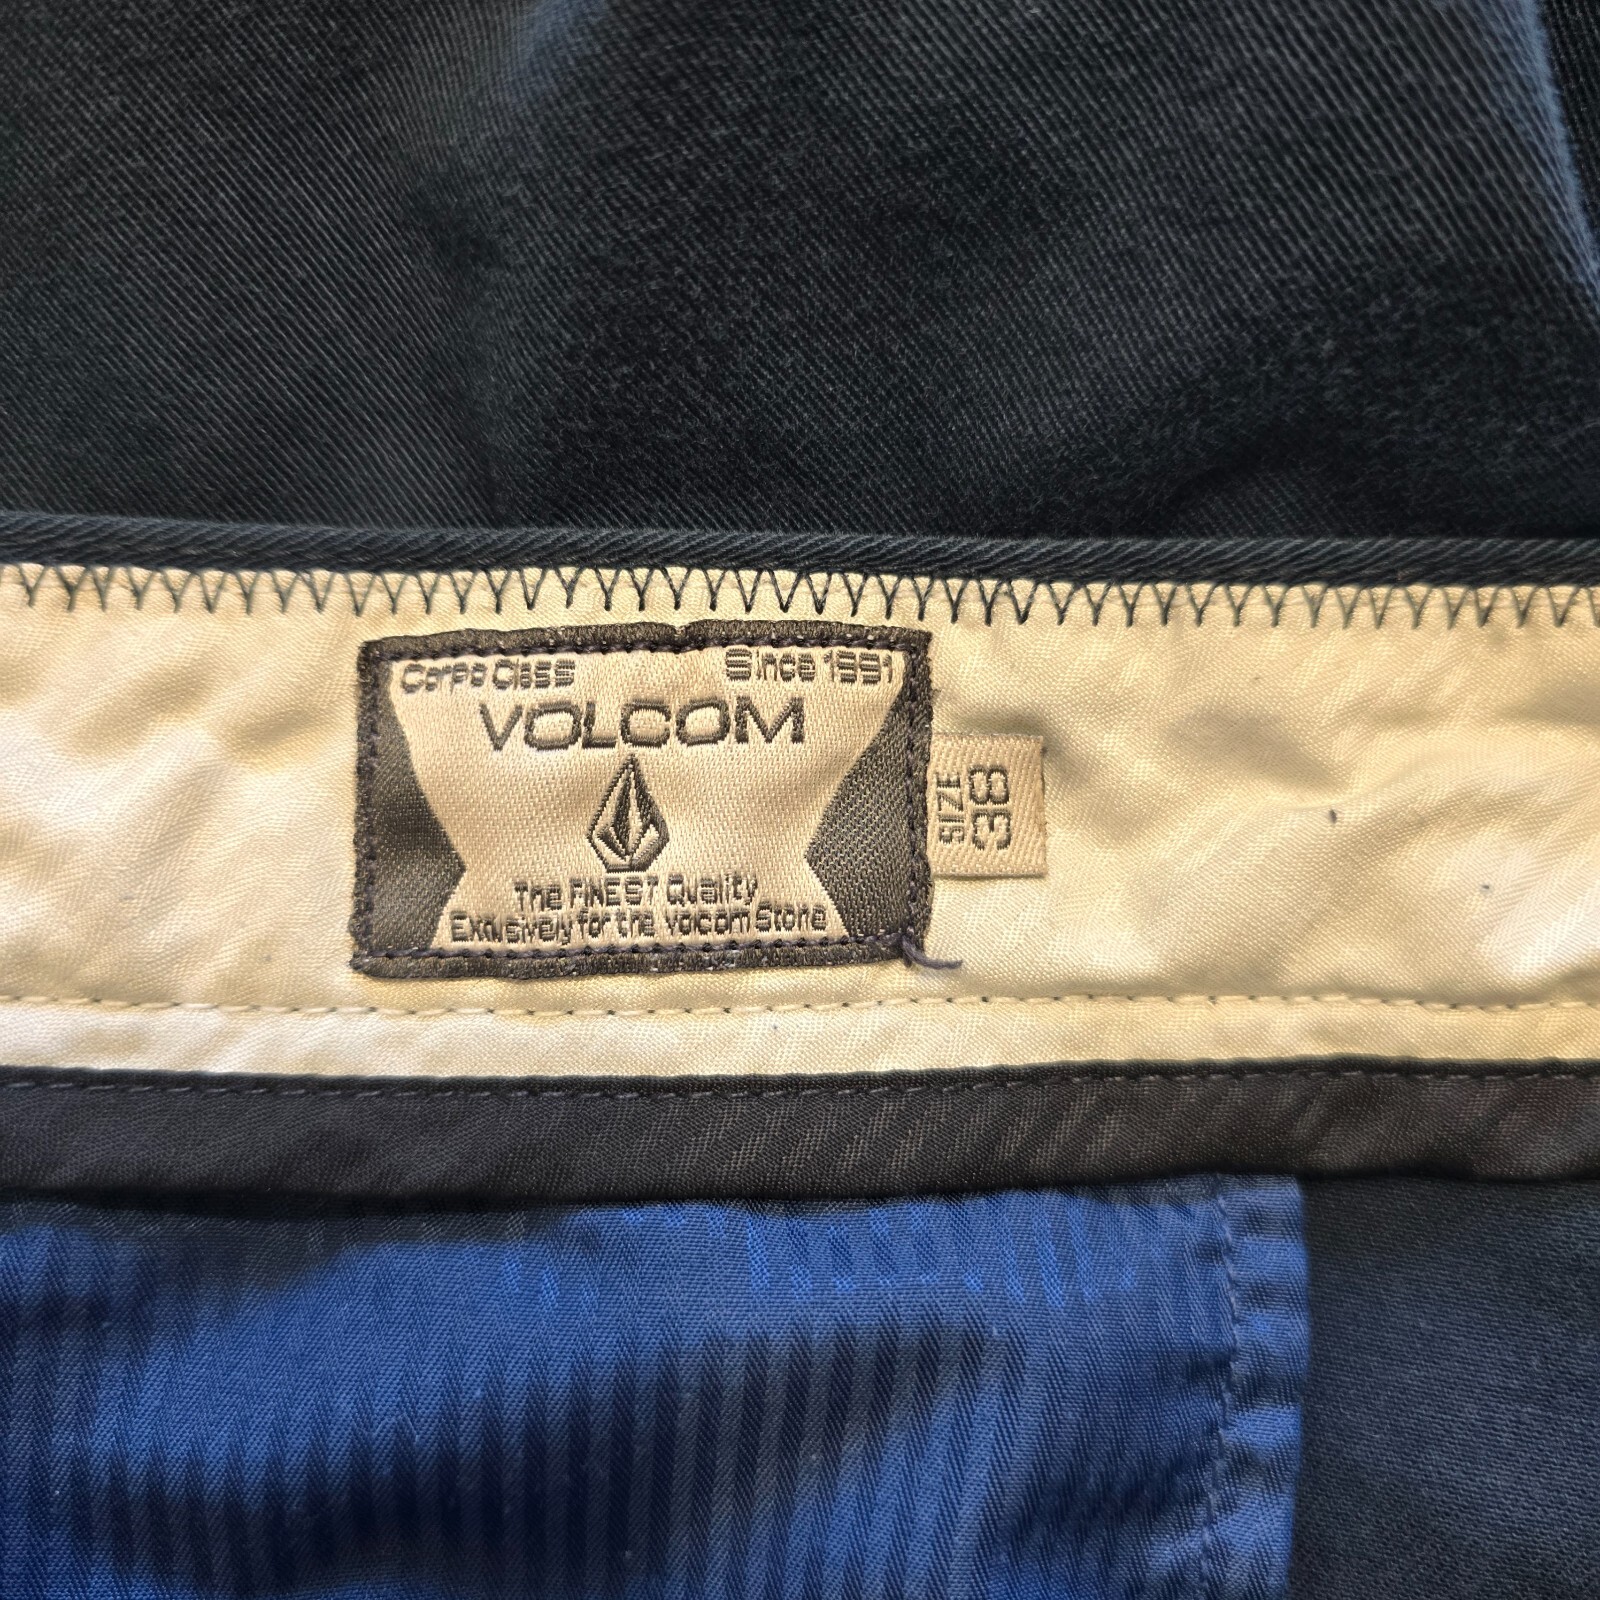 Carpe Class Since 1991
VOLCOM
The FINEST Quality
Exclusively for the Volcom Stone
SIZE
38